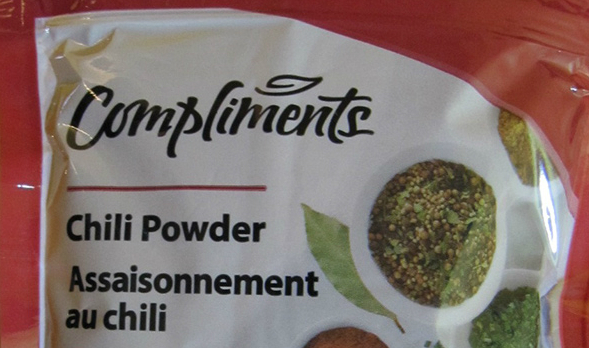 Compliments
Chili Powder
Assaisonnement
au chili